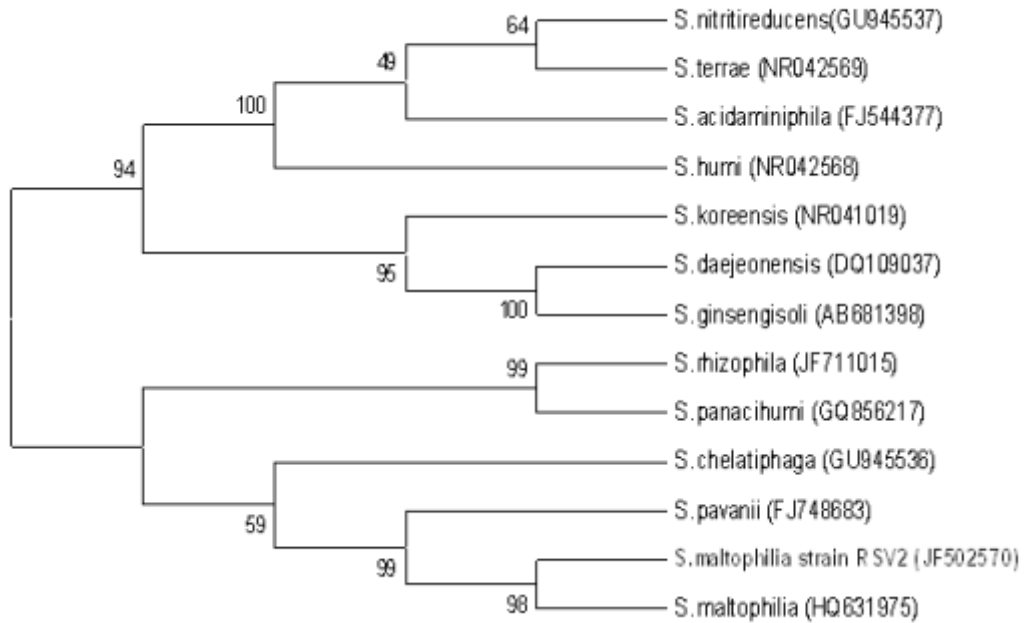 64
S.nitritireducens(GU945537)
49
S.terrae (NR042569)
100
S.acidaminiphila (FJ544377)
94
S.humi (NR042568)
S.koreensis (NR041019)
95
S.daejeonensis (DQ109037)
100
S.ginsengisoli (AB681398)
99
S.rhizophila (JF711015)
S.panacihumi (GQ856217)
S.chelatiphaga (GU945536)
59
S.pavanii (FJ748683)
99
S.maltophilia strain RSV2 (JF502570)
98
S.maltophilia (HQ631975)